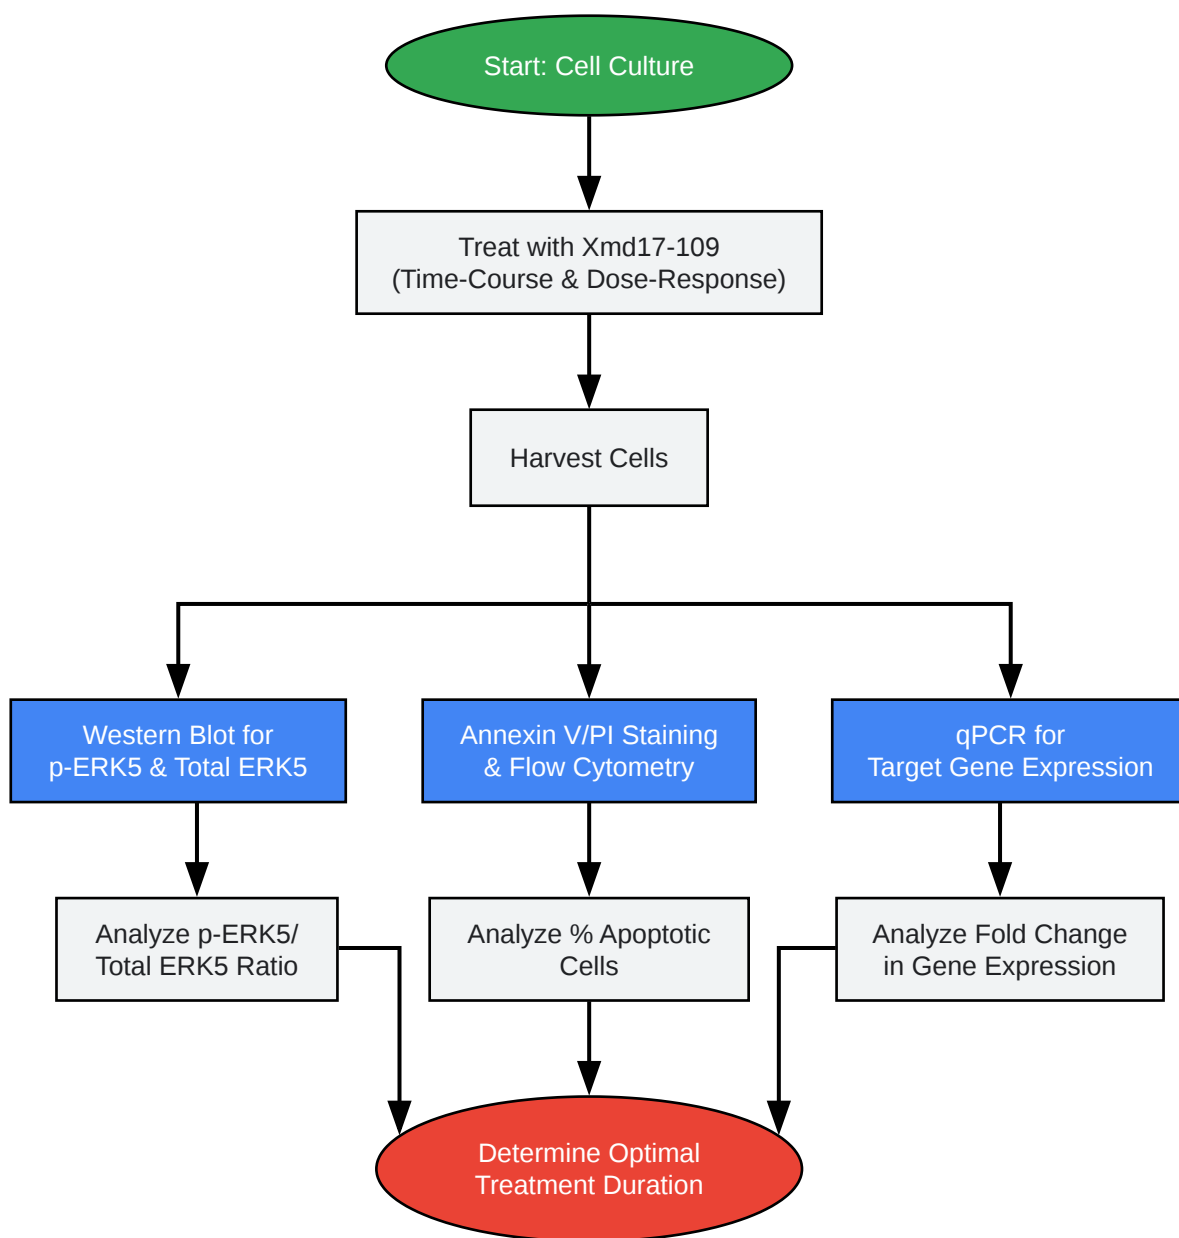 Start: Cell Culture
Treat with Xmd17-109
(Time-Course & Dose-Response)
Harvest Cells
Western Blot for
p-ERK5 & Total ERK5
Annexin V/PI Staining
& Flow Cytometry
qPCR for
Target Gene Expression
Analyze p-ERK5/
Total ERK5 Ratio
Analyze % Apoptotic
Cells
Analyze Fold Change
in Gene Expression
Determine Optimal
Treatment Duration